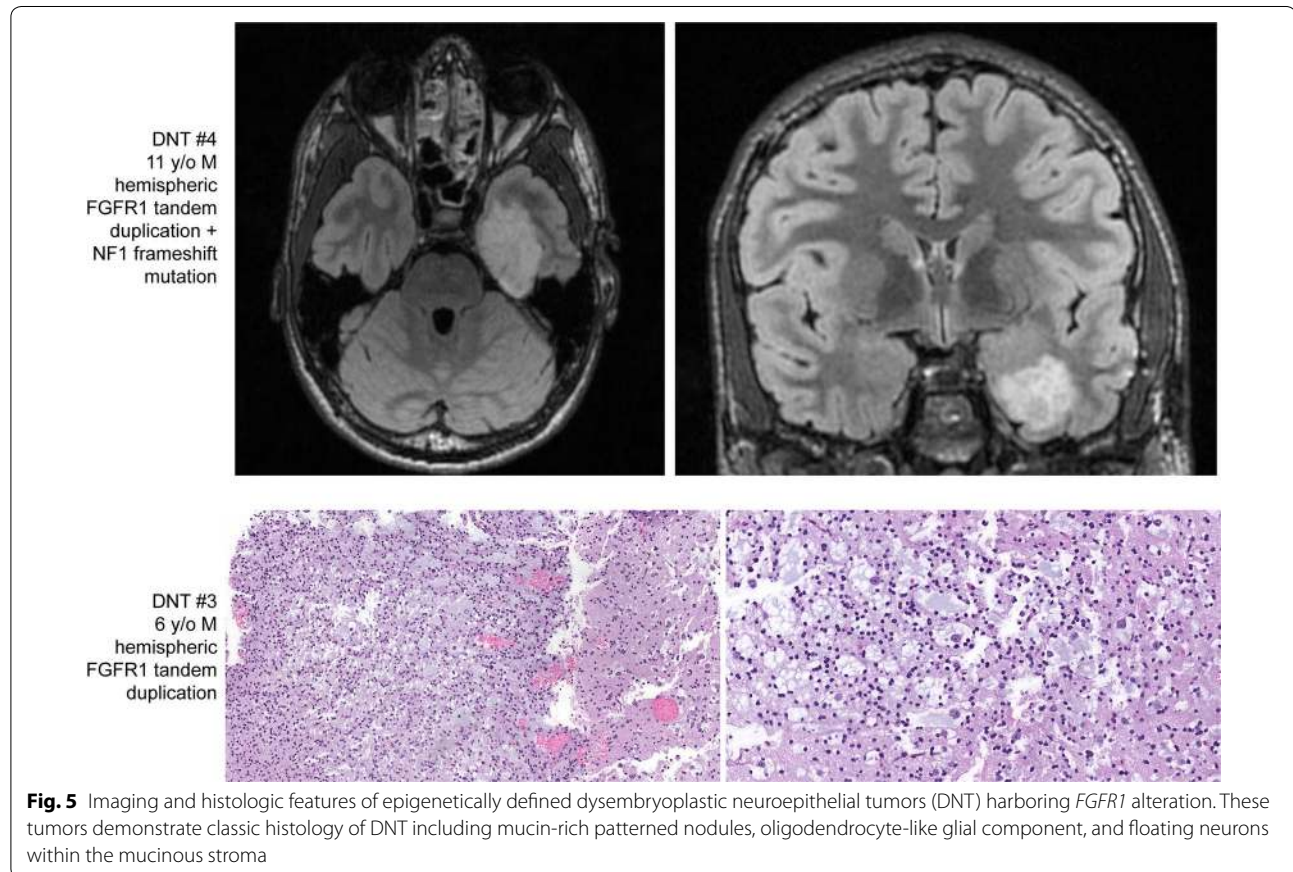 DNT #4
11 y/o M
hemispheric
FGFR1 tandem
duplication +
NF1 frameshift
mutation
DNT #3
6 y/o M
hemispheric
FGFR1 tandem
duplication
Fig. 5 Imaging and histologic features of epigenetically defined dysembryoplastic neuroepithelial tumors (DNT) harboring FGFR1 alteration. These
tumors demonstrate classic histology of DNT including mucin-rich patterned nodules, oligodendrocyte-like glial component, and floating neurons
within the mucinous stroma